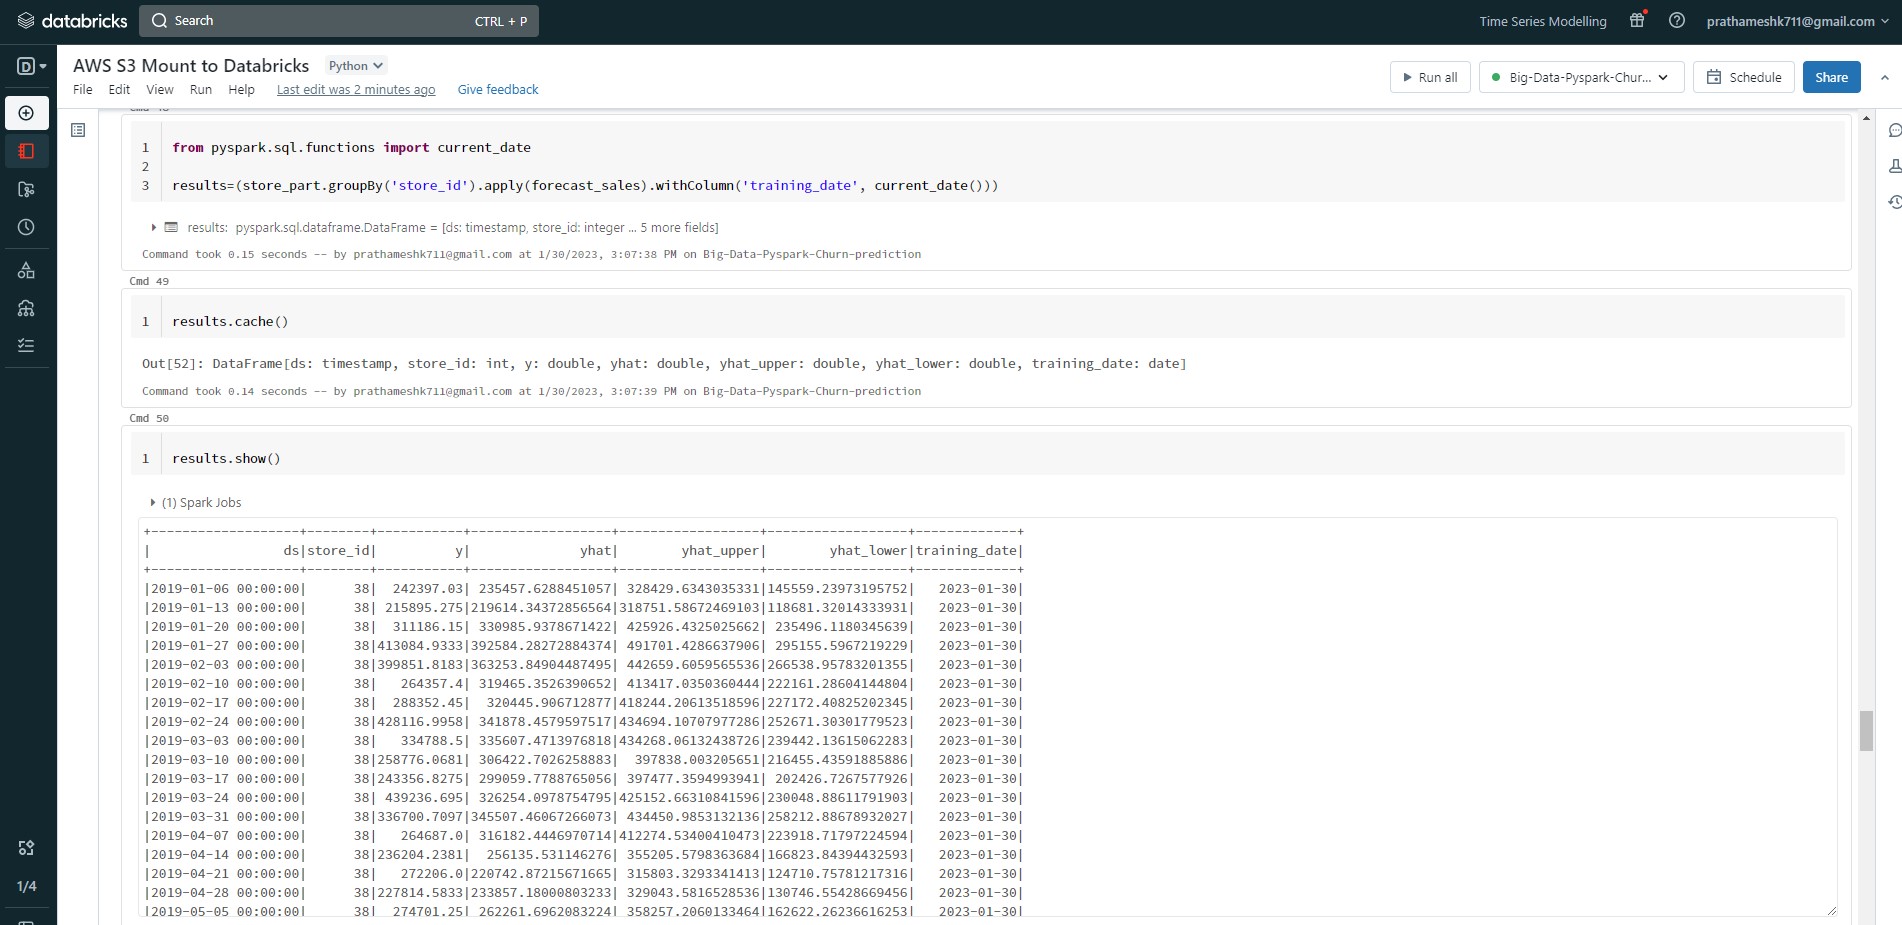 databricks
Search CTRL + P
Time Series Modelling
prathameshk711@gmail.com
AWS S3 Mount to Databricks Python
File Edit View Run Help Last edit was 2 minutes ago Give feedback
Run all Big-Data-Pyspark-Chur... Schedule Share
D
1 from pyspark.sql.functions import current_date
2
3 results=(store_part.groupBy('store_id').apply(forecast_sales).withColumn('training_date', current_date()))
results: pyspark.sql.dataframe.DataFrame = [ds: timestamp, store_id: integer ... 5 more fields]
Command took 0.15 seconds -- by prathameshk711@gmail.com at 1/30/2023, 3:07:38 PM on Big-Data-Pyspark-Churn-prediction
Cmd 49
1 results.cache()
Out[52]: DataFrame[ds: timestamp, store_id: int, y: double, yhat: double, yhat_upper: double, yhat_lower: double, training_date: date]
Command took 0.14 seconds -- by prathameshk711@gmail.com at 1/30/2023, 3:07:39 PM on Big-Data-Pyspark-Churn-prediction
Cmd 50
1 results.show()
(1) Spark Jobs
+-------------------+--------+-----------+------------------+------------------+------------------+-------------+
|                 ds|store_id|          y|              yhat|        yhat_upper|        yhat_lower|training_date|
+-------------------+--------+-----------+------------------+------------------+------------------+-------------+
|2019-01-06 00:00:00|      38|  242397.03| 235457.6288451057| 328429.6343035331|145559.23973195752|   2023-01-30|
|2019-01-13 00:00:00|      38| 215895.275|219614.34372856564|318751.58672469103|118681.32014333931|   2023-01-30|
|2019-01-20 00:00:00|      38|  311186.15| 330985.9378671422| 425926.4325025662| 235496.1180345639|   2023-01-30|
|2019-01-27 00:00:00|      38|413084.9333|392584.28272884374| 491701.4286637906| 295155.5967219229|   2023-01-30|
|2019-02-03 00:00:00|      38|399851.8183|363253.84904487495| 442659.6059565536|266538.95783201355|   2023-01-30|
|2019-02-10 00:00:00|      38|   264357.4| 319465.3526390652| 413417.0350360444|222161.28604144804|   2023-01-30|
|2019-02-17 00:00:00|      38|  288352.45|  320445.906712877|418244.20613518596|227172.40825202345|   2023-01-30|
|2019-02-24 00:00:00|      38|428116.9958| 341878.4579597517|434694.10707977286|252671.30301779523|   2023-01-30|
|2019-03-03 00:00:00|      38|   334788.5| 335607.4713976818|434268.06132438726|239442.13615062283|   2023-01-30|
|2019-03-10 00:00:00|      38|258776.0681| 306422.7026258883|  397838.003205651|216455.43591885886|   2023-01-30|
|2019-03-17 00:00:00|      38|243356.8275| 299059.7788765056| 397477.3594993941| 202426.7267577926|   2023-01-30|
|2019-03-24 00:00:00|      38| 439236.695| 326254.0978754795|425152.66310841596|230048.88611791903|   2023-01-30|
|2019-03-31 00:00:00|      38|336700.7097|345507.46067266073| 434450.9853132136|258212.88678932027|   2023-01-30|
|2019-04-07 00:00:00|      38|   264687.0| 316182.4446970714|412274.53400410473|223918.71797224594|   2023-01-30|
|2019-04-14 00:00:00|      38|236204.2381|  256135.531146276| 355205.5798363684|166823.84394432593|   2023-01-30|
|2019-04-21 00:00:00|      38|   272206.0|220742.87215671665| 315803.3293341413|124710.75781217316|   2023-01-30|
|2019-04-28 00:00:00|      38|227814.5833|233857.18000803233| 329043.5816528536|130746.55428669456|   2023-01-30|
|2019-05-05 00:00:00|      38|  274701.25| 262261.6962083224| 358257.2060133464|162622.26236616253|   2023-01-30|
1/4